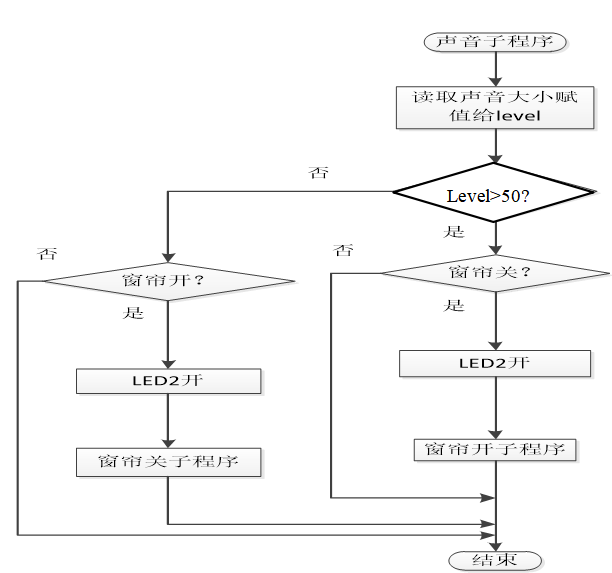 声音子程序
读取声音大小赋
值给level
否
Level>50?
是
否
否
窗帘开？
窗帘关？
是
是
LED2开
LED2开
窗帘关子程序
窗帘开子程序
结束